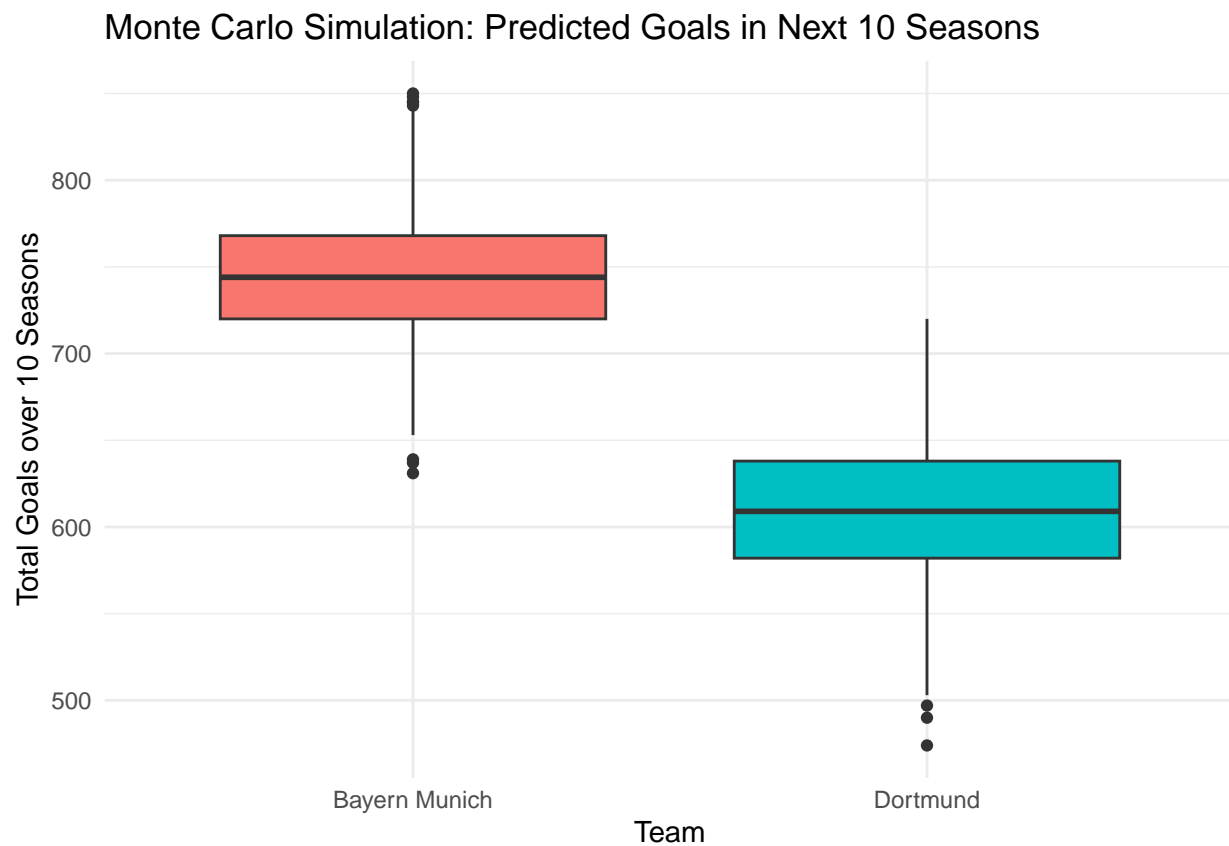 Monte Carlo Simulation: Predicted Goals in Next 10 Seasons
Total Goals over 10 Seasons
800
700
600
500
Bayern Munich
Dortmund
Team